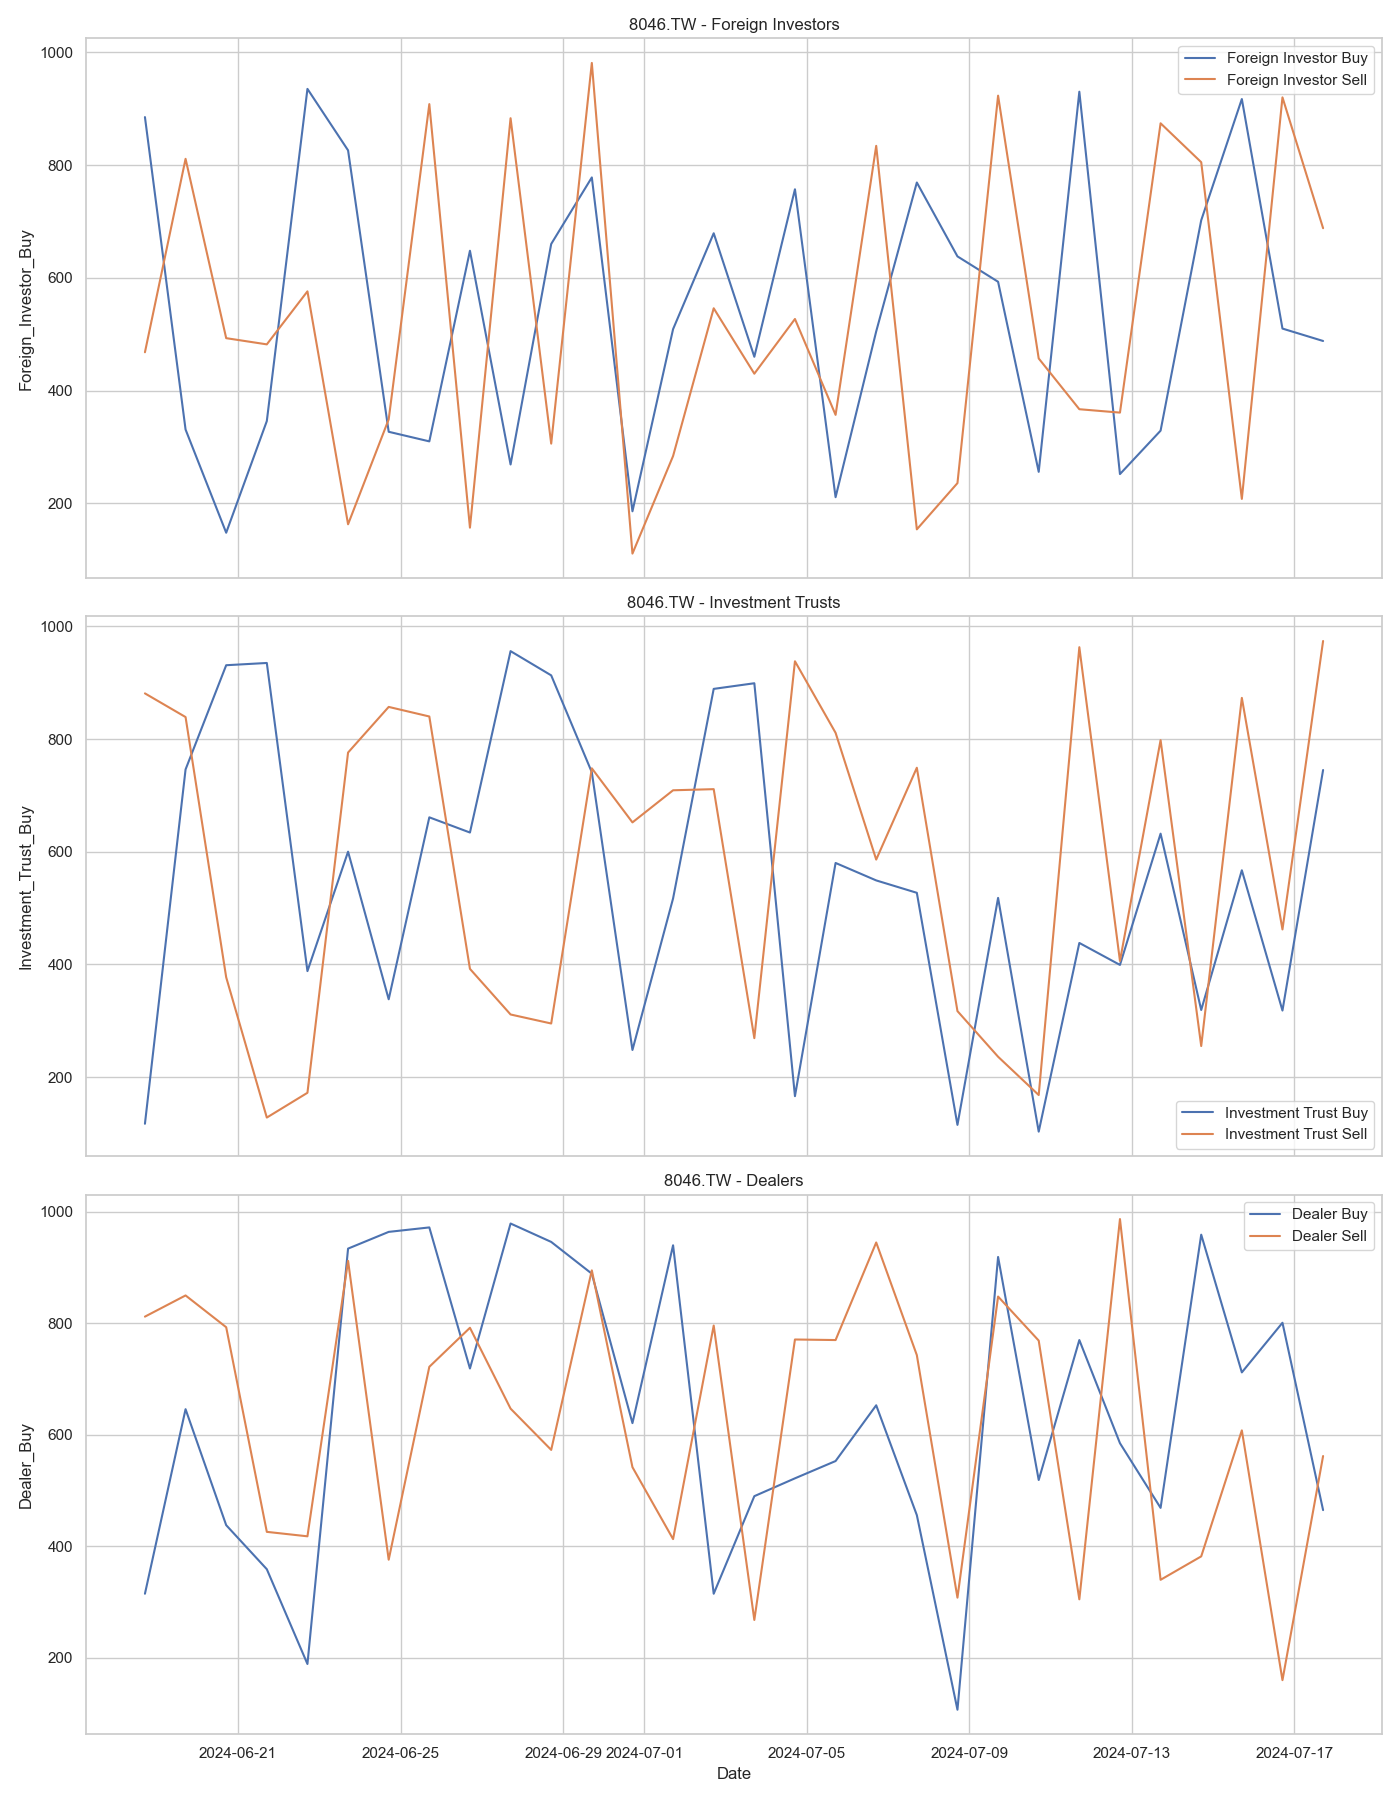 8046.TW - Foreign Investors
1000
800
600
400
200
Foreign_Investor_Buy
Foreign Investor Buy
Foreign Investor Sell
8046.TW - Investment Trusts
1000
800
600
400
200
Investment_Trust_Buy
Investment Trust Buy
Investment Trust Sell
8046.TW - Dealers
1000
800
600
400
200
Dealer_Buy
Dealer Buy
Dealer Sell
2024-06-21 2024-06-25 2024-06-29 2024-07-01 2024-07-05 2024-07-09 2024-07-13 2024-07-17
Date